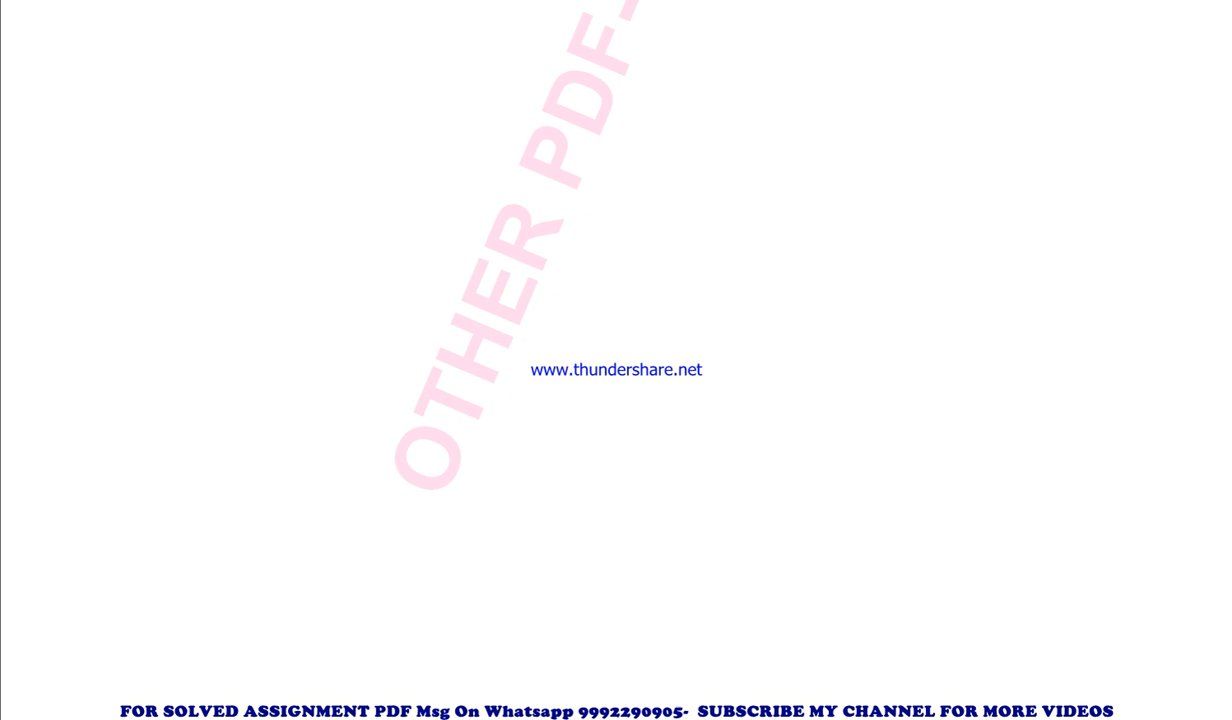 OTHER PDF-
www.thundershare.net
FOR SOLVED ASSIGNMENT PDF Msg On Whatsapp 9992290905- SUBSCRIBE MY CHANNEL FOR MORE VIDEOS